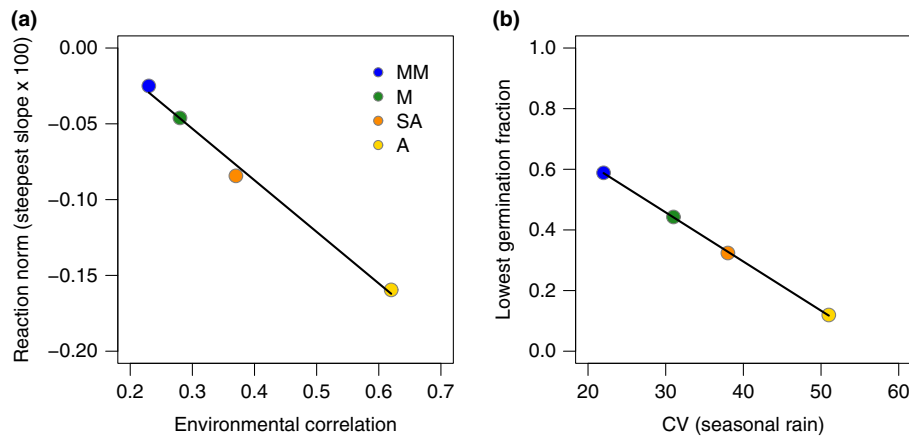 (a)
Reaction norm (steepest slope x 100)
0.00
−0.05
−0.10
−0.15
−0.20
MM
M
SA
A
0.2 0.3 0.4 0.5 0.6 0.7
Environmental correlation
(b)
Lowest germination fraction
1.0
0.8
0.6
0.4
0.2
0.0
20 30 40 50 60
CV (seasonal rain)